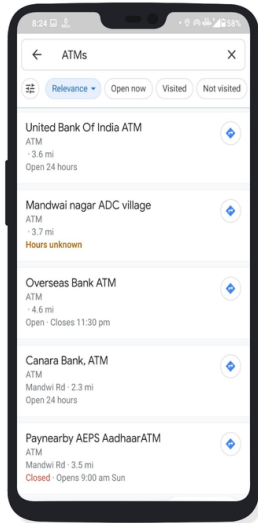 8:24
58%
ATMs
Relevance
Open now
Visited
Not visited
United Bank Of India ATM
ATM
· 3.6 mi
Open 24 hours
Mandwai nagar ADC village
ATM
· 3.7 mi
Hours unknown
Overseas Bank ATM
ATM
· 4.6 mi
Open · Closes 11:30 pm
Canara Bank, ATM
ATM
Mandwi Rd · 2.3 mi
Open 24 hours
Paynearby AEPS AadhaarATM
ATM
Mandwi Rd · 3.5 mi
Closed · Opens 9:00 am Sun